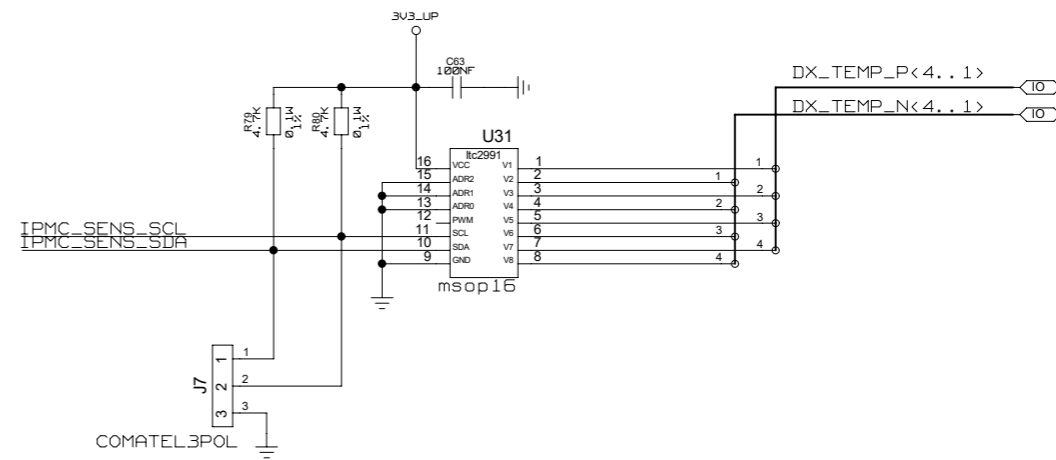 3V3_UP
C63
100NF
R79
4.7K
0.1W
1%
R80
4.7K
0.1W
1%
DX_TEMP_P<4..1>
IO
DX_TEMP_N<4..1>
IO
U31
ltc2991
16 VCC V1 1 1
15 ADR2 V2 2 1
14 ADR1 V3 3 2
13 ADR0 V4 4 2
12 PWM V5 5 3
11 SCL V6 6 3
10 SDA V7 7 4
9 GND V8 8 4
msop16
IPMC_SENS_SCL
IPMC_SENS_SDA
J7
1 1
2 2
3 3
COMATEL3POL